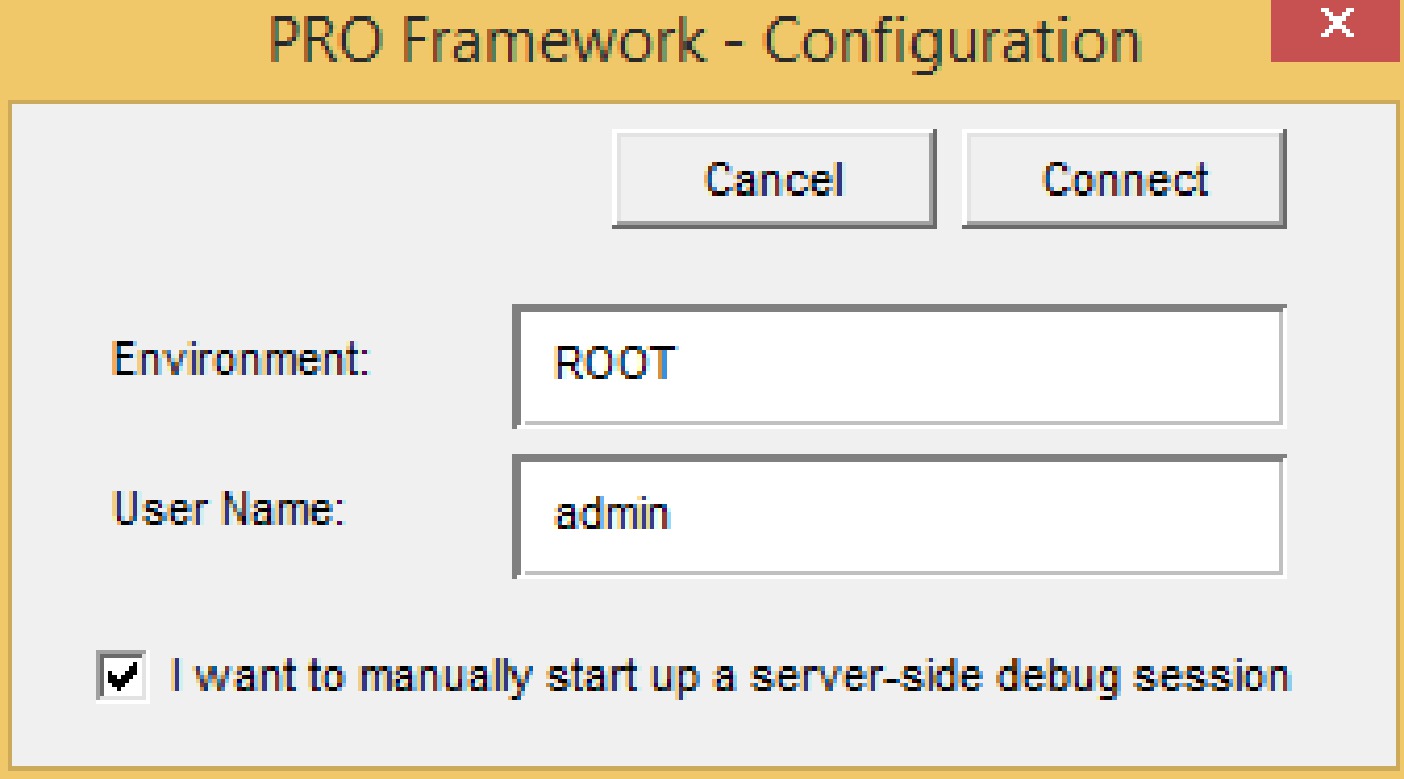 PRO Framework - Configuration
Cancel Connect
Environment: ROOT
User Name: admin
I want to manually start up a server-side debug session